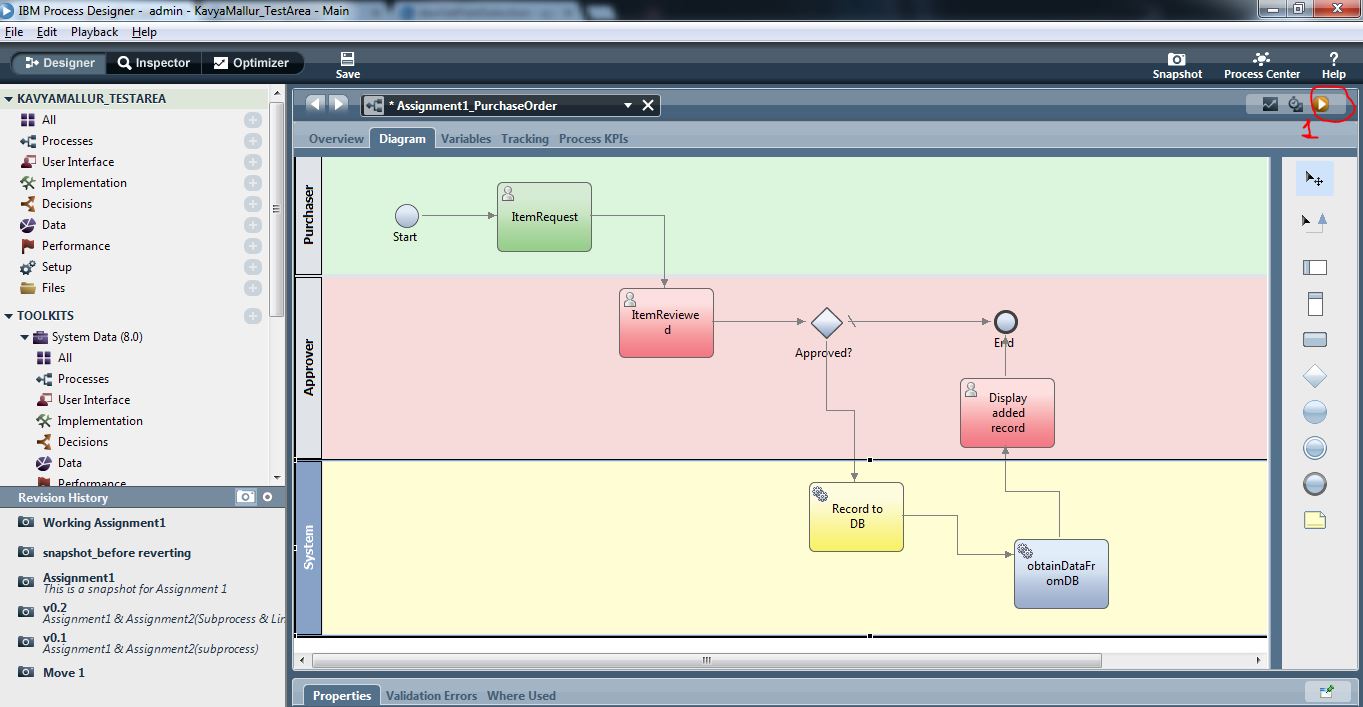 IBM Process Designer - admin - KavyaMallur_TestArea - Main
File Edit Playback Help
Designer Inspector Optimizer Save Snapshot Process Center Help
KAVYAMALLUR_TESTAREA
All
Processes
User Interface
Implementation
Decisions
Data
Performance
Setup
Files
TOOLKITS
System Data (8.0)
All
Processes
User Interface
Implementation
Decisions
Data
Performance
Revision History
Working Assignment1
snapshot_before reverting
Assignment1
This is a snapshot for Assignment 1
v0.2
Assignment1 & Assignment2(Subprocess & Lin
v0.1
Assignment1 & Assignment2(subprocess)
Move 1
* Assignment1_PurchaseOrder
1
Overview Diagram Variables Tracking Process KPIs
Purchaser
Start
ItemRequest
Approver
ItemReviewe
d
Approved?
End
Display
added
record
System
Record to
DB
obtainDataFr
omDB
Properties Validation Errors Where Used